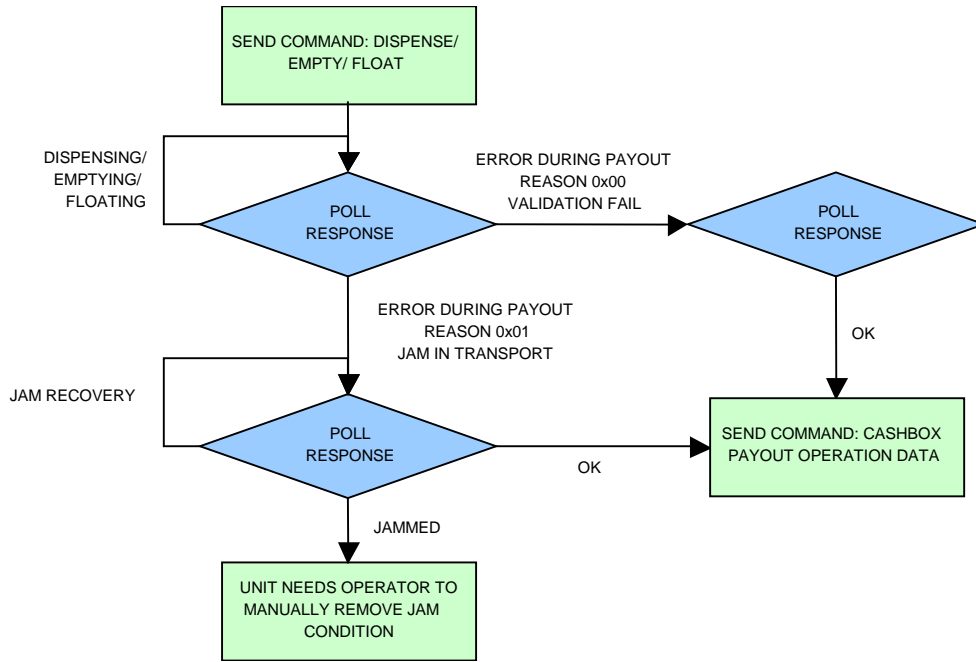 SEND COMMAND: DISPENSE/
EMPTY/ FLOAT
DISPENSING/
EMPTYING/
FLOATING
POLL
RESPONSE
ERROR DURING PAYOUT
REASON 0x00
VALIDATION FAIL
POLL
RESPONSE
ERROR DURING PAYOUT
REASON 0x01
JAM IN TRANSPORT
OK
JAM RECOVERY
POLL
RESPONSE
OK
SEND COMMAND: CASHBOX
PAYOUT OPERATION DATA
JAMMED
UNIT NEEDS OPERATOR TO
MANUALLY REMOVE JAM
CONDITION